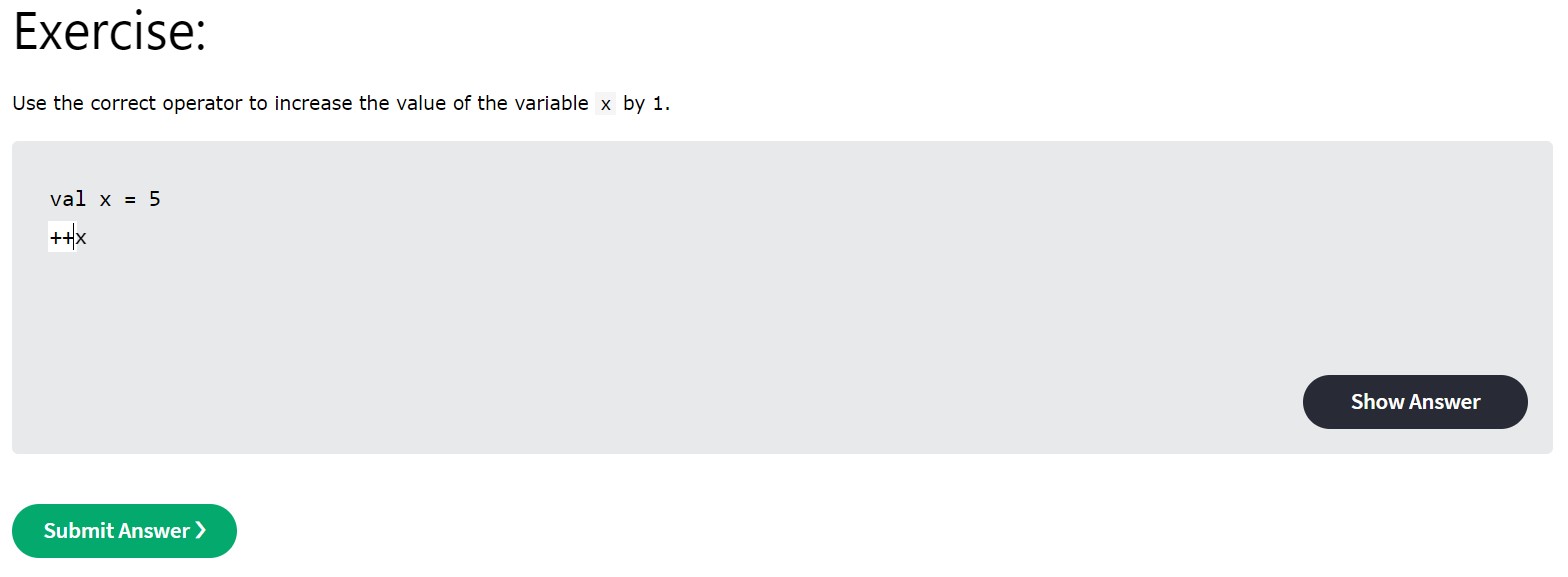 Exercise:
Use the correct operator to increase the value of the variable x by 1.
val x = 5
++x
Show Answer
Submit Answer ❯